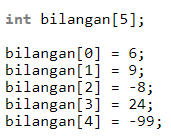 int bilangan[5];
bilangan[0] = 6;
bilangan[1] = 9;
bilangan[2] = -8;
bilangan[3] = 24;
bilangan[4] = -99;